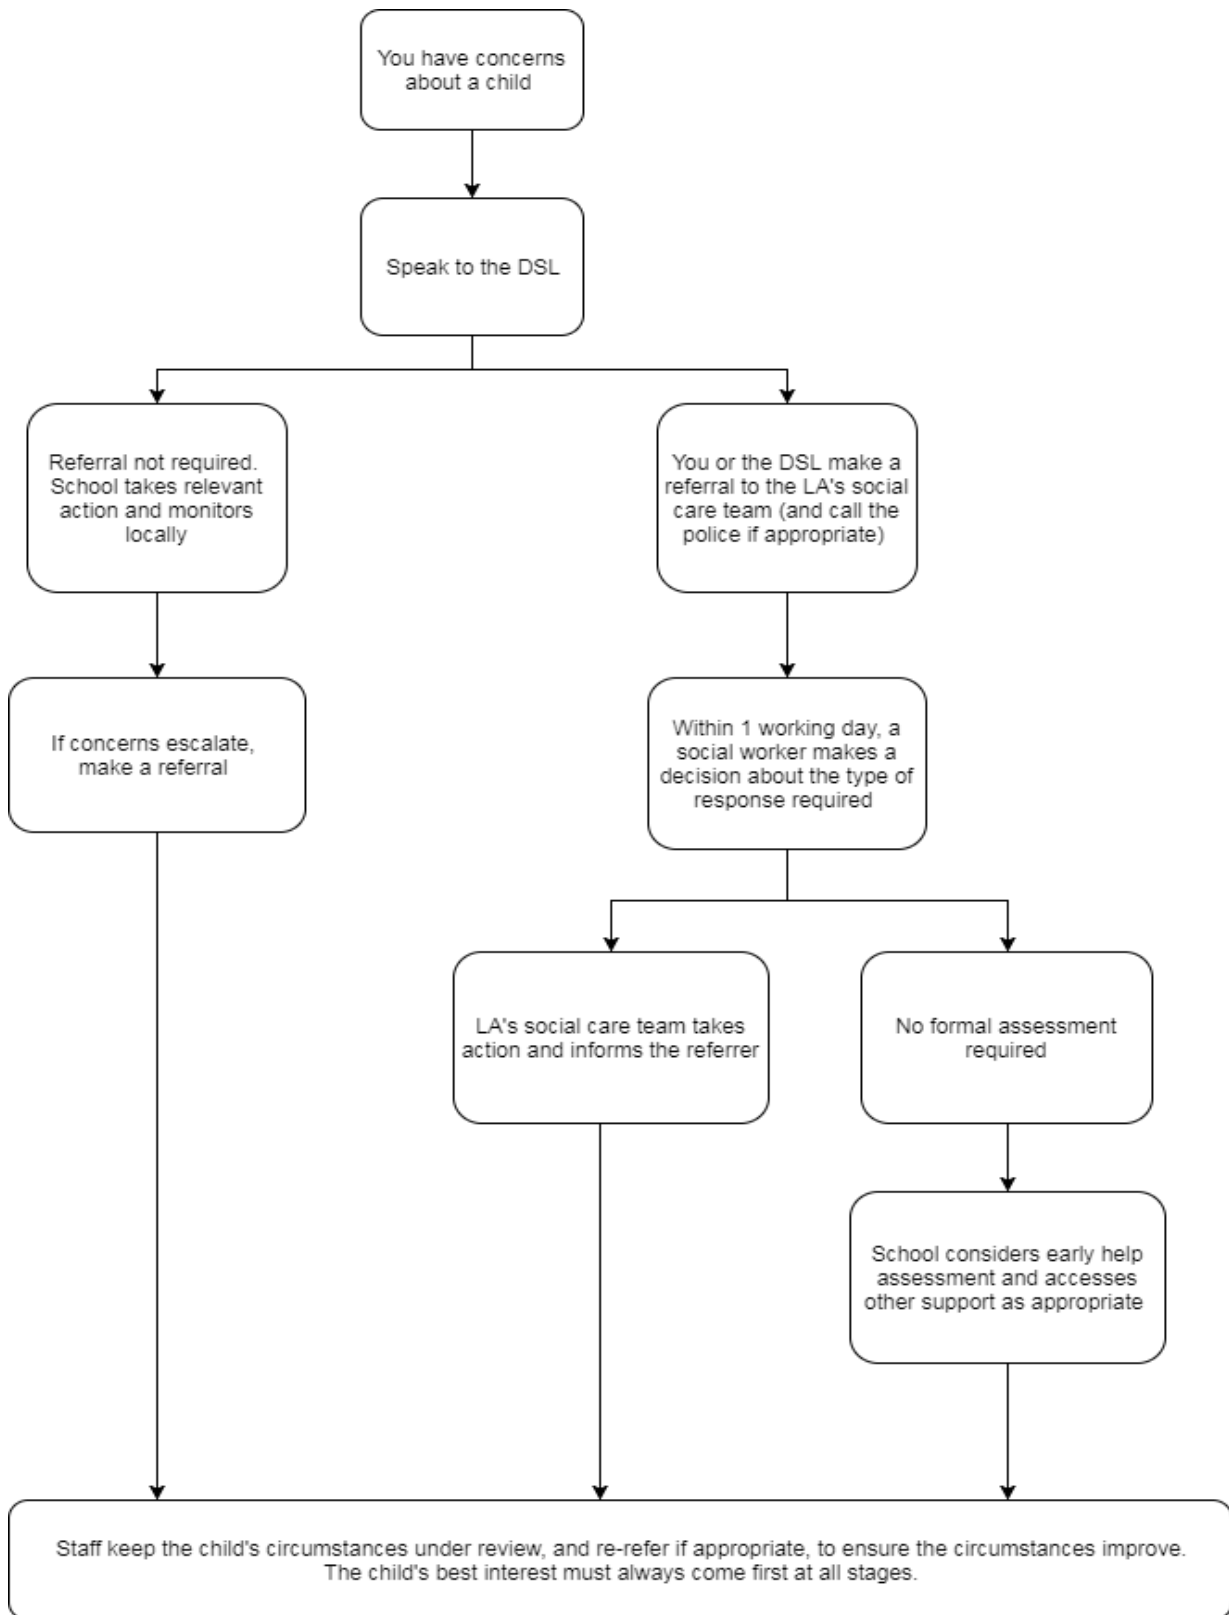 You have concerns
about a child
Speak to the DSL
Referral not required.
School takes relevant
action and monitors
locally
You or the DSL make a
referral to the LA's social
care team (and call the
police if appropriate)
If concerns escalate,
make a referral
Within 1 working day, a
social worker makes a
decision about the type of
response required
LA's social care team takes
action and informs the referrer
No formal assessment
required
School considers early help
assessment and accesses
other support as appropriate
Staff keep the child's circumstances under review, and re-refer if appropriate, to ensure the circumstances improve.
The child's best interest must always come first at all stages.